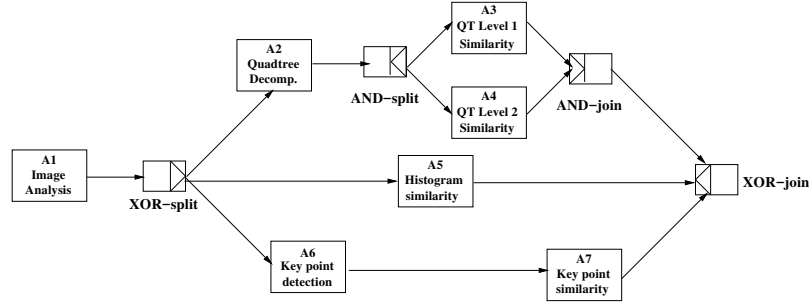 A1
Image
Analysis
XOR-split
A2
Quadtree
Decomp.
AND-split
A3
QT Level 1
Similarity
A4
QT Level 2
Similarity
AND-join
A5
Histogram
similarity
A6
Key point
detection
A7
Key point
similarity
XOR-join